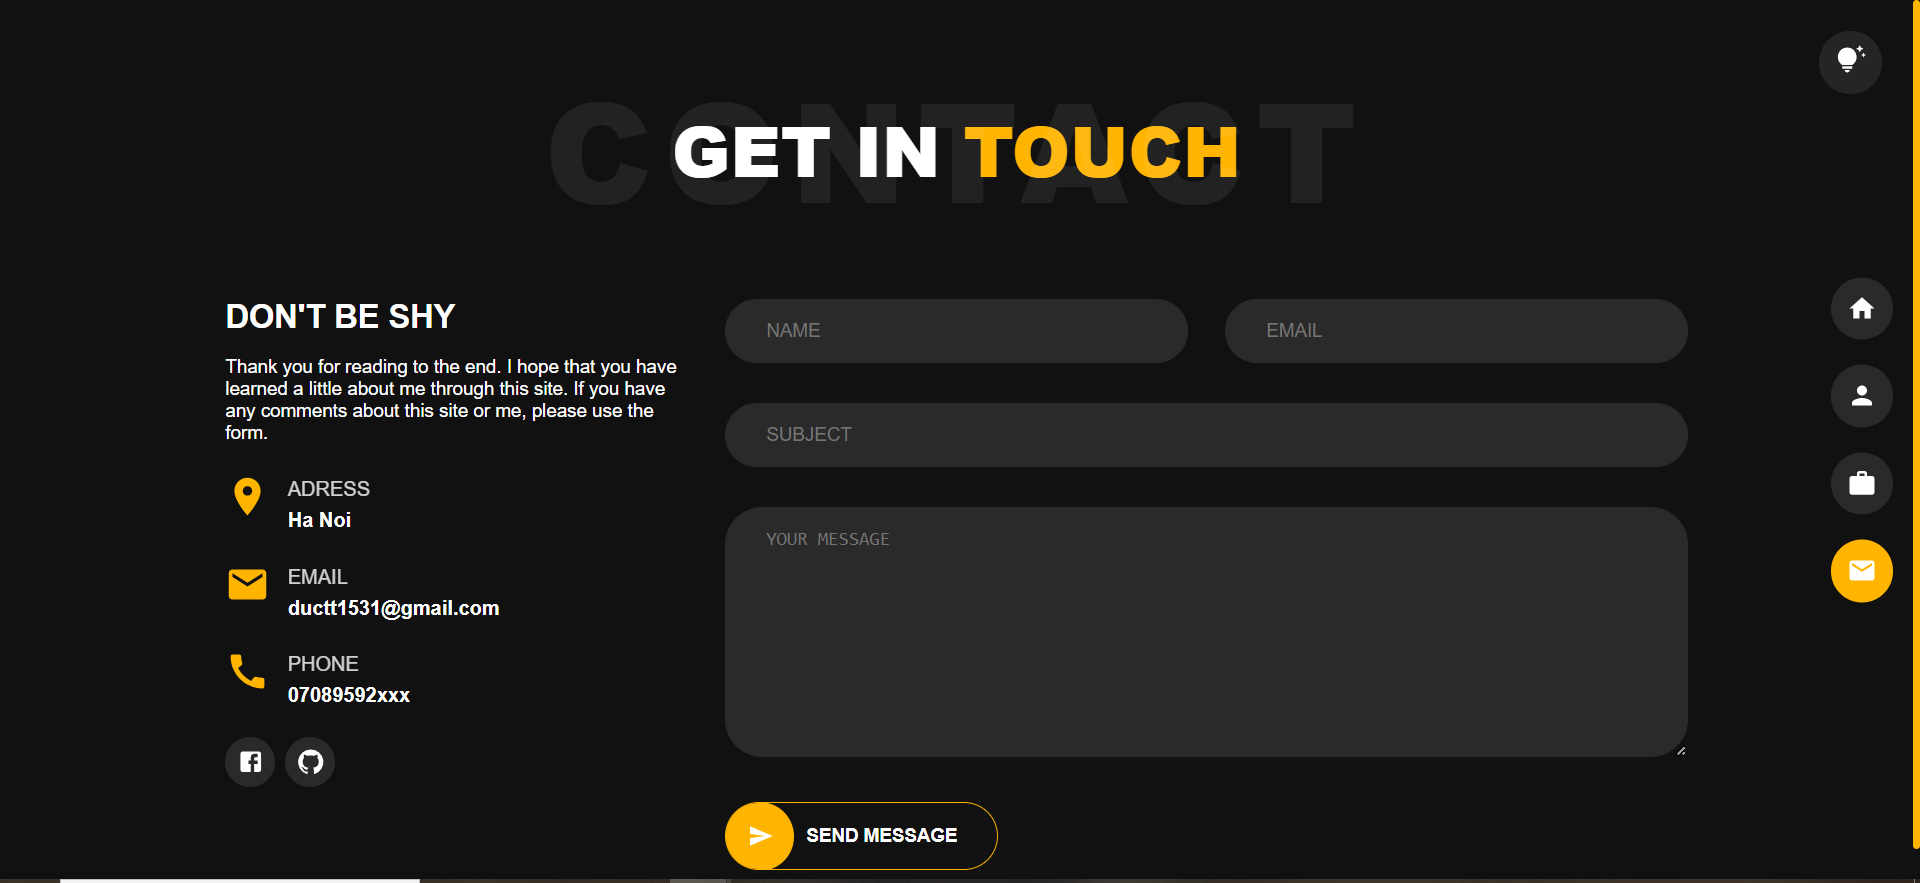 CONTACT
GET IN TOUCH
DON'T BE SHY
Thank you for reading to the end. I hope that you have
learned a little about me through this site. If you have
any comments about this site or me, please use the
form.
ADRESS
Ha Noi
EMAIL
ductt1531@gmail.com
PHONE
07089592xxx
NAME
EMAIL
SUBJECT
YOUR MESSAGE
SEND MESSAGE